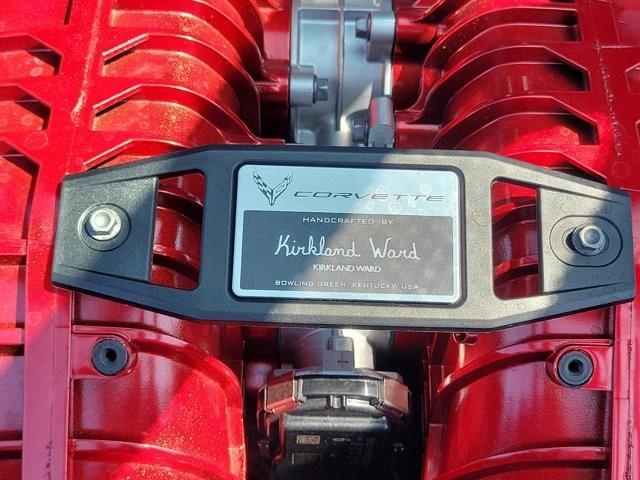 CORVETTE
HANDCRAFTED BY
Kirkland Ward
KIRKLAND WARD
BOWLING GREEN, KENTUCKY, USA